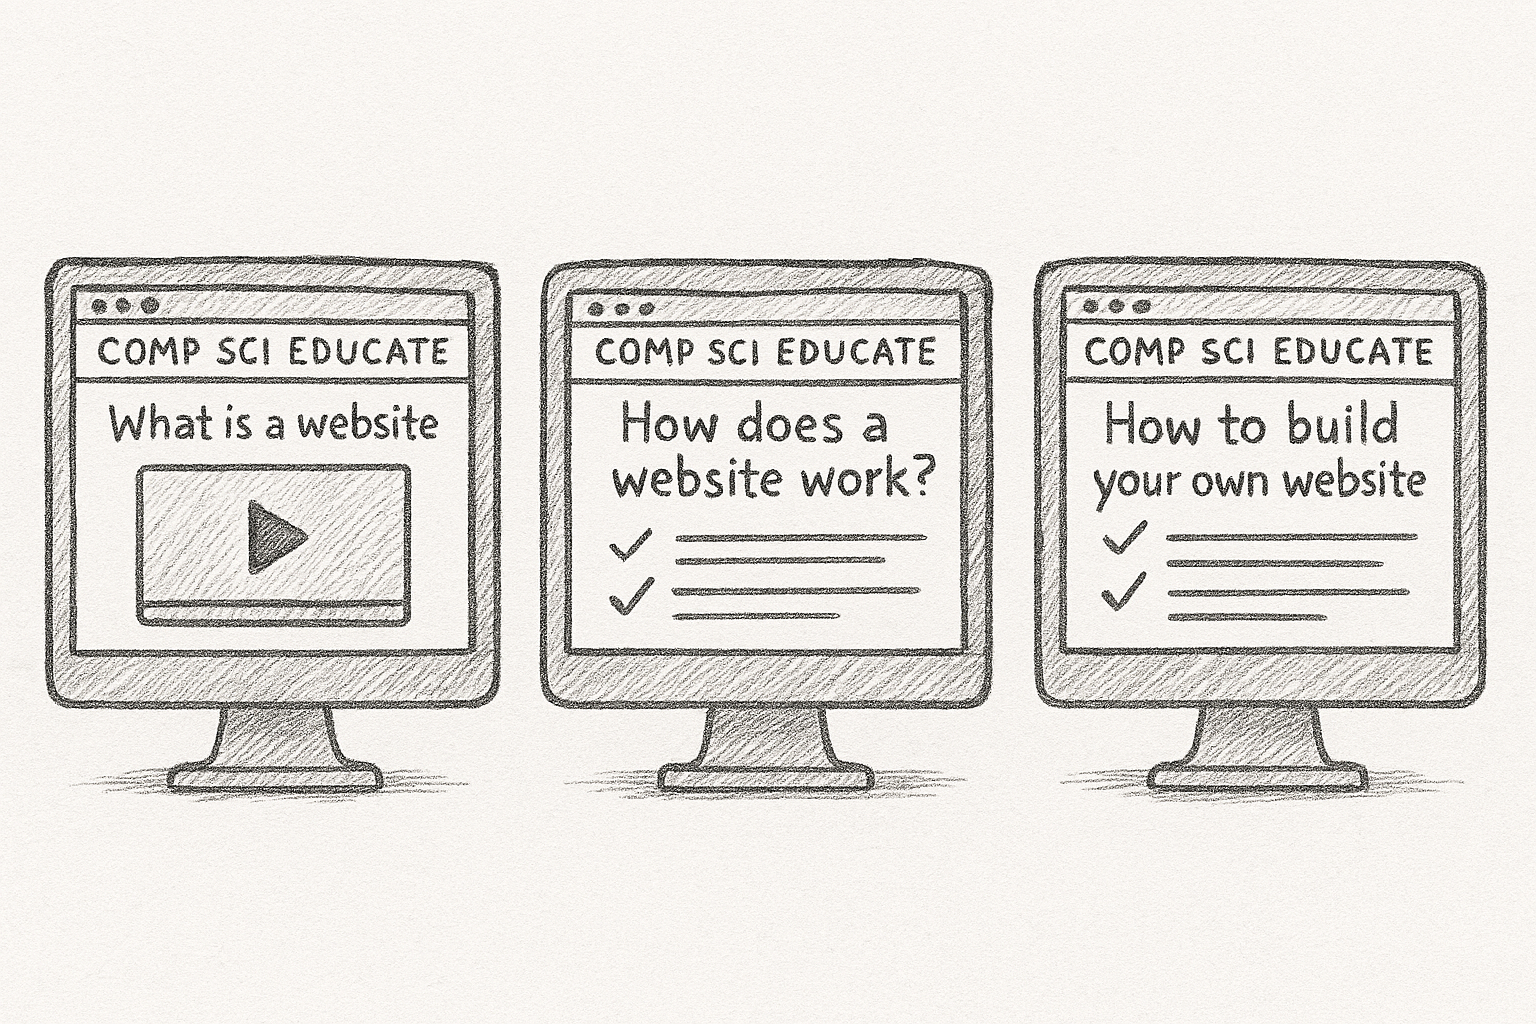 COMP SCI EDUCATE
What is a website
COMP SCI EDUCATE
How does a
website work?
COMP SCI EDUCATE
How to build
your own website